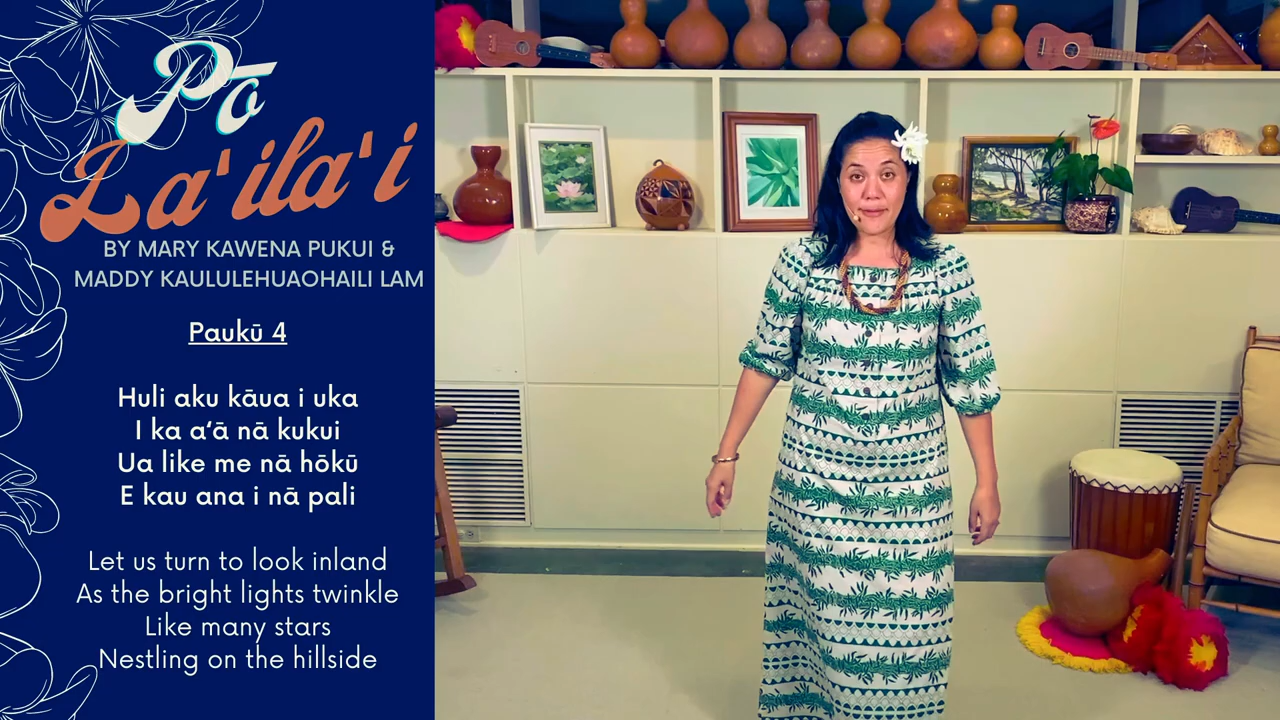 Pō
Laʻilaʻi
BY MARY KAWENA PUKUI &
MADDY KAULULEHUAOHAILI LAM
Paukū 4
Huli aku kāua i uka
I ka aʻā nā kukui
Ua like me nā hōkū
E kau ana i nā pali
Let us turn to look inland
As the bright lights twinkle
Like many stars
Nestling on the hillside